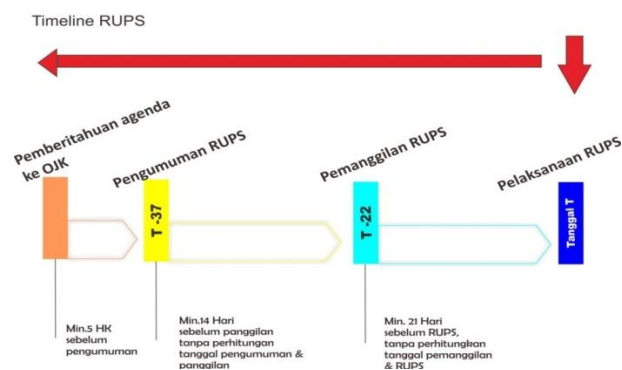 Timeline RUPS
Pemberitahuan agenda
ke OJK
Pengumuman RUPS
Pemanggilan RUPS
Pelaksanaan RUPS
T -37
T -22
Tanggal T
Min.5 HK
sebelum
pengumuman
Min.14 Hari
sebelum panggilan
tanpa perhitungan
tanggal pengumuman &
panggilan
Min. 21 Hari
sebelum RUPS,
tanpa perhitungkan
tanggal pemanggilan
& RUPS